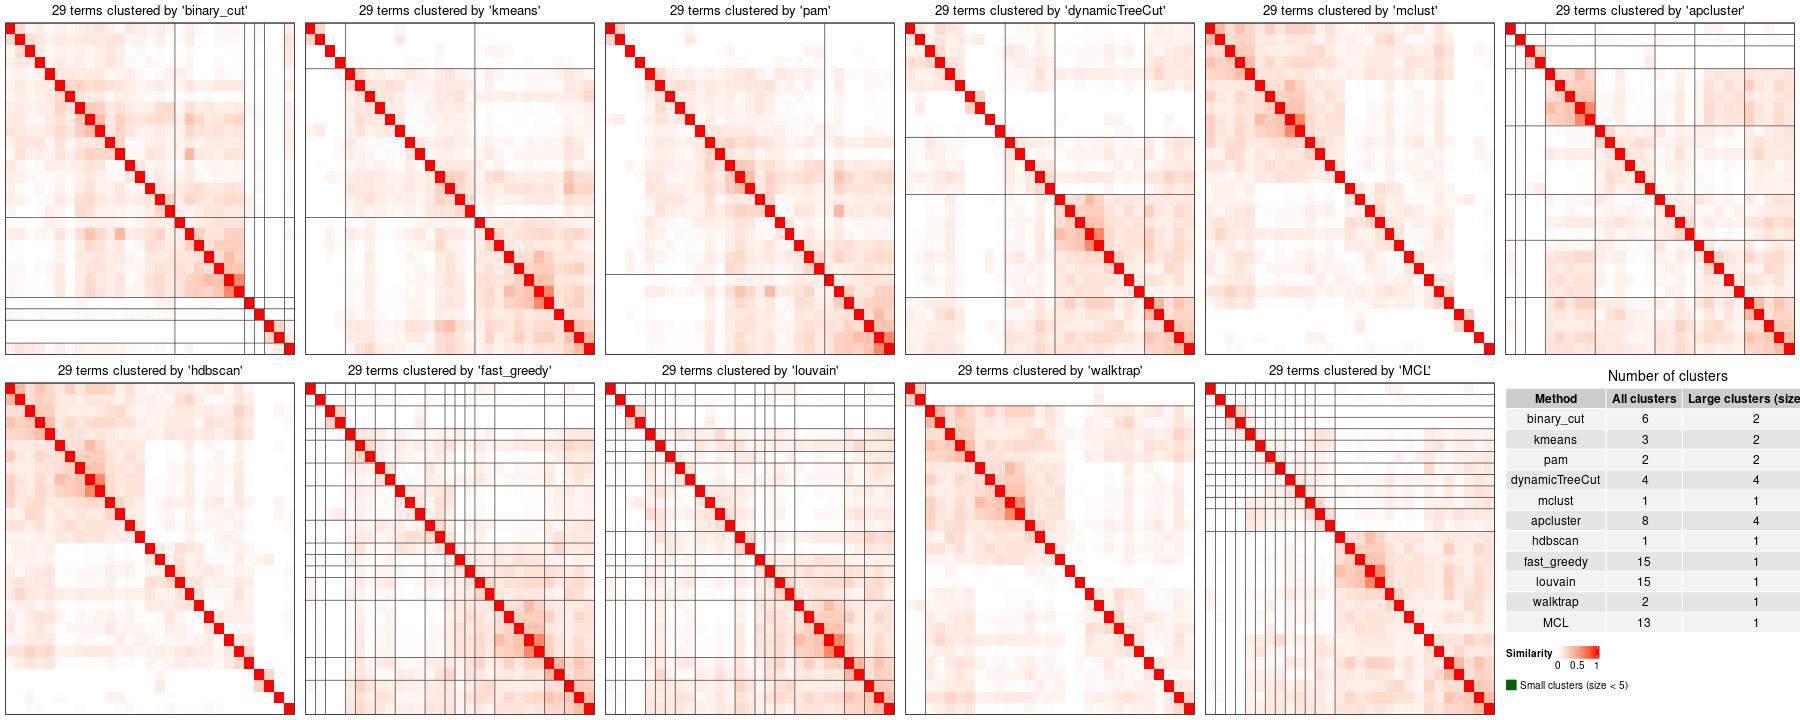 29 terms clustered by 'binary_cut'
29 terms clustered by 'kmeans'
29 terms clustered by 'pam'
29 terms clustered by 'dynamicTreeCut'
29 terms clustered by 'mclust'
29 terms clustered by 'apcluster'
29 terms clustered by 'hdbscan'
29 terms clustered by 'fast_greedy'
29 terms clustered by 'louvain'
29 terms clustered by 'walktrap'
29 terms clustered by 'MCL'
Number of clusters
Method All clusters Large clusters (size
binary_cut 6 2
kmeans 3 2
pam 2 2
dynamicTreeCut 4 4
mclust 1 1
apcluster 8 4
hdbscan 1 1
fast_greedy 15 1
louvain 15 1
walktrap 2 1
MCL 13 1
Similarity
0 0.5 1
Small clusters (size < 5)